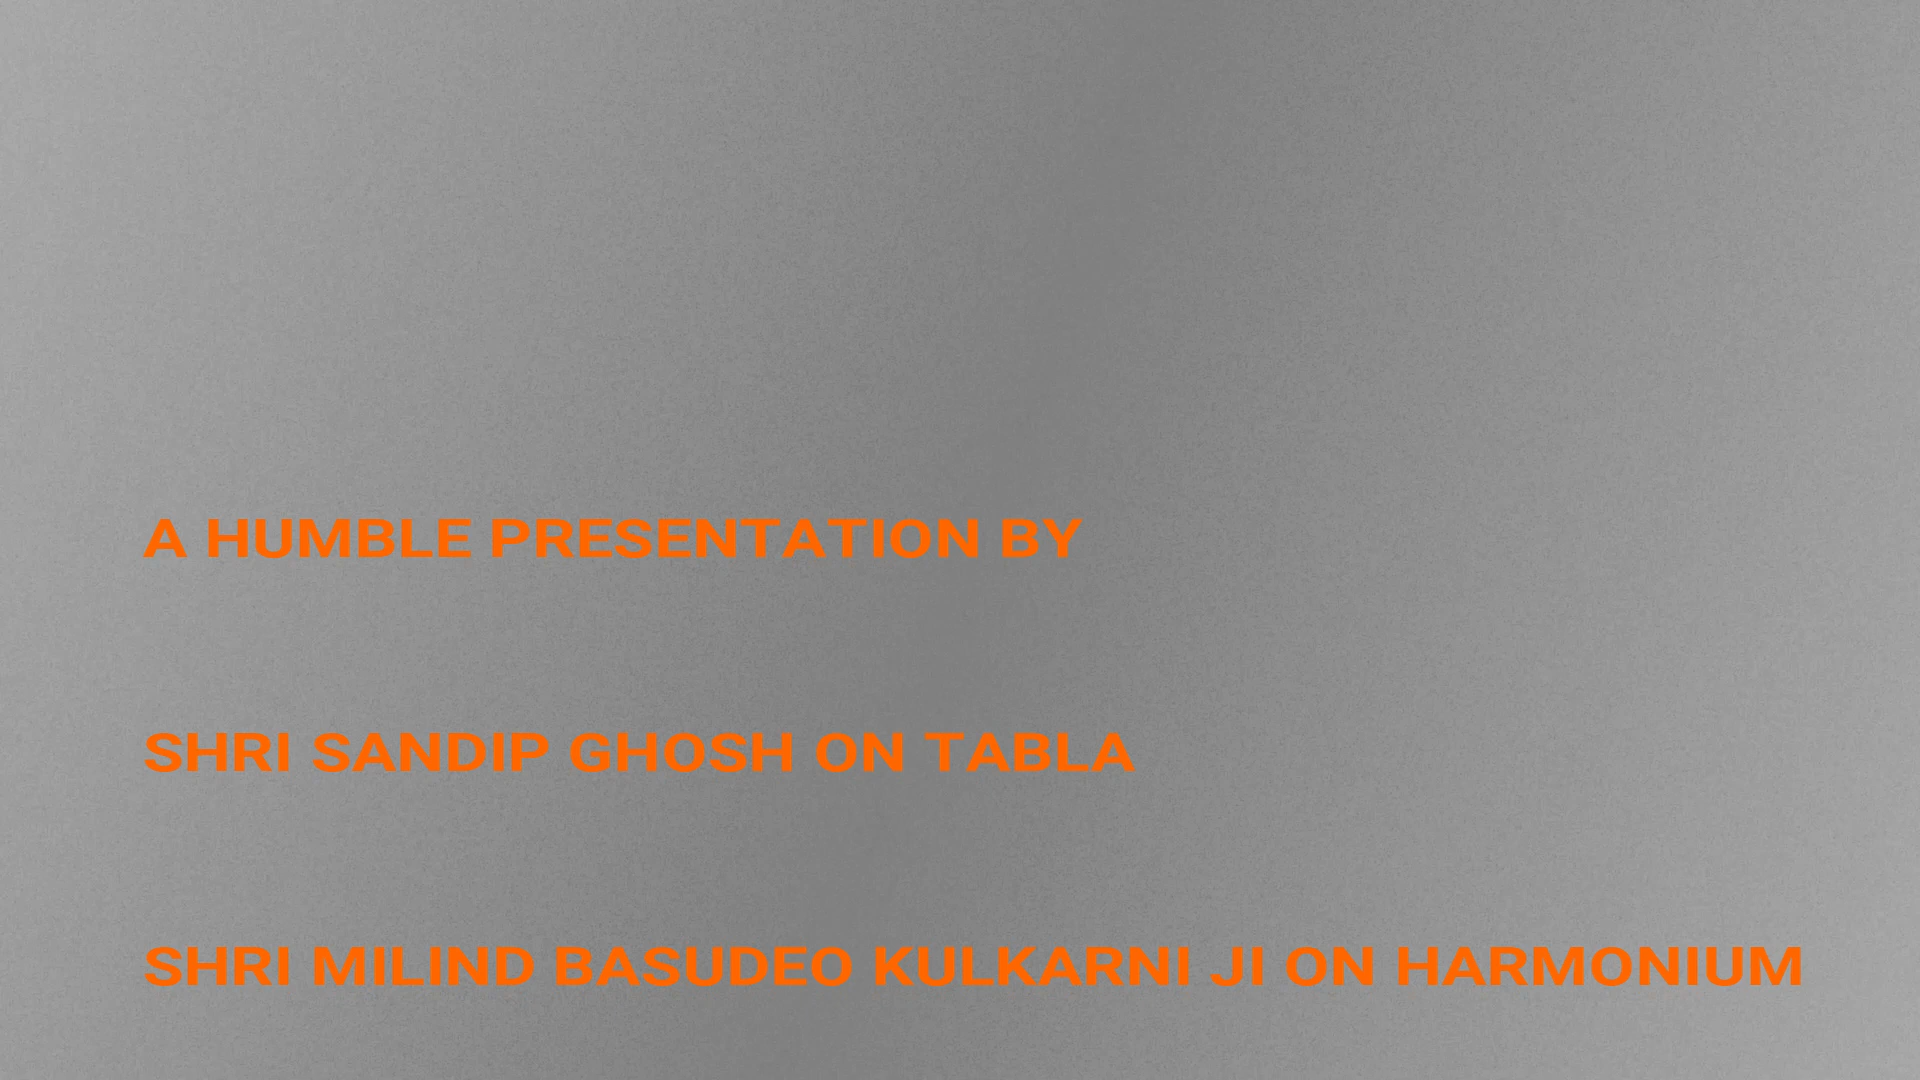 A HUMBLE PRESENTATION BY
SHRI SANDIP GHOSH ON TABLA
SHRI MILIND BASUDEO KULKARNI JI ON HARMONIUM